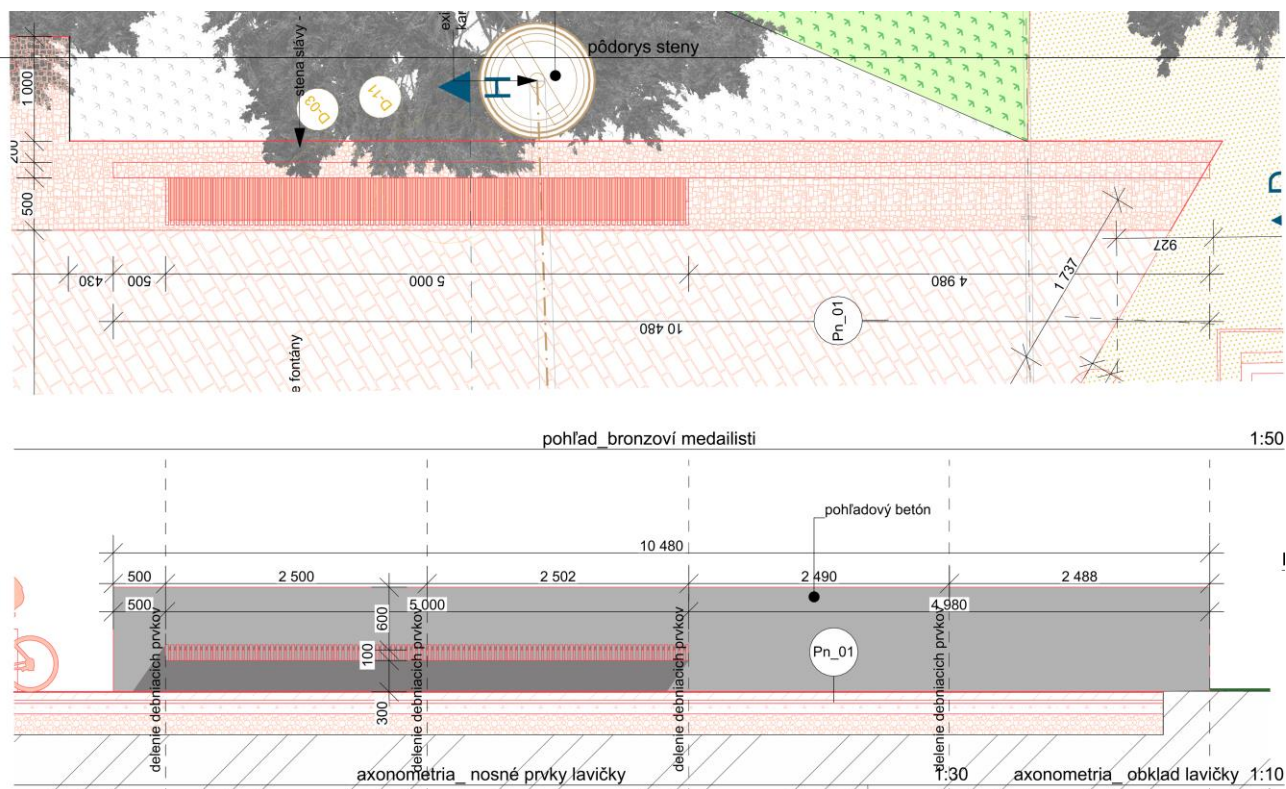 pôdorys steny
stena slávy -
exi
kar
D-03
D-11
H
1 000
200
500
430
500
5 000
4 980
927
1 737
10 480
Pn_01
e fontány
pohľad_bronzoví medailisti
1:50
pohľadový betón
10 480
500
2 500
2 502
2 490
2 488
500
5,000
4,980
600
100
300
Pn_01
delenie debniacich prvkov
delenie debniacich prvkov
delenie debniacich prvkov
delenie debniacich prvkov
axonometria_ nosné prvky lavičky
1:30
axonometria_ obklad lavičky
1:10